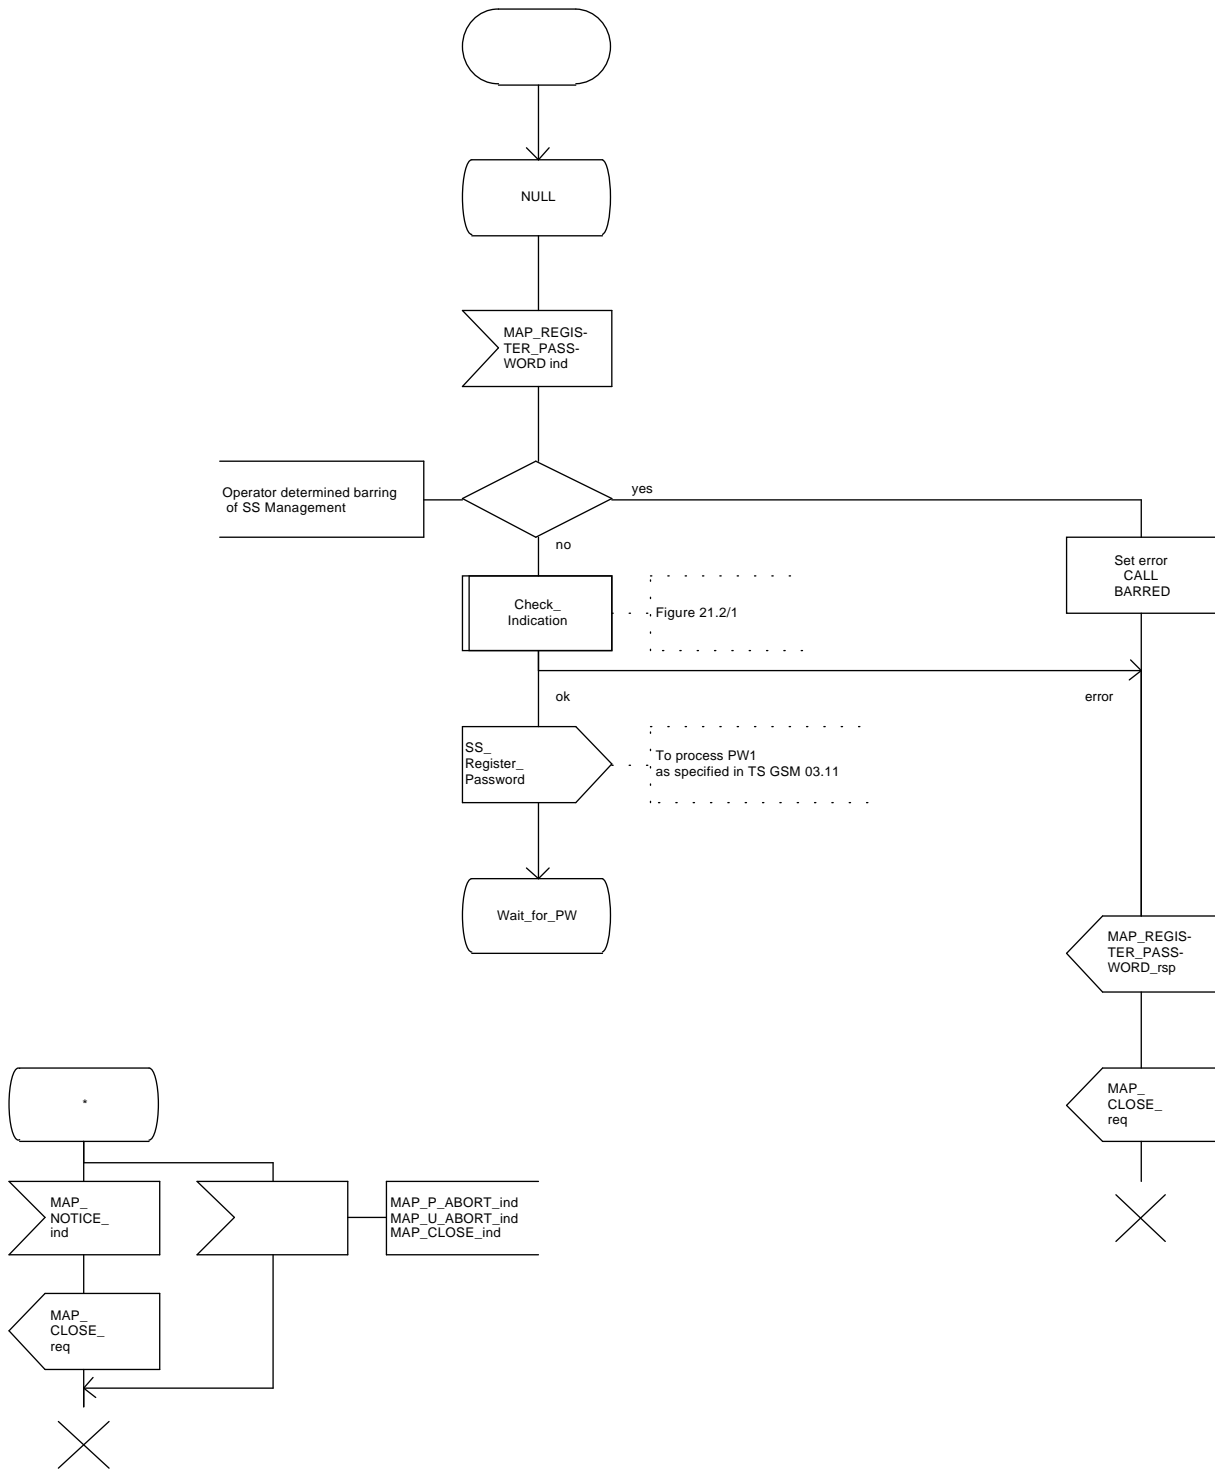 NULL
MAP_REGIS-
TER_PASS-
WORD ind
Operator determined barring
of SS Management
yes
no
Set error
CALL
BARRED
Check_
Indication
Figure 21.2/1
ok
error
SS_
Register_
Password
To process PW1
as specified in TS GSM 03.11
Wait_for_PW
MAP_REGIS-
TER_PASS-
WORD_rsp
MAP_
CLOSE_
req
*
MAP_
NOTICE_
ind
MAP_P_ABORT_ind
MAP_U_ABORT_ind
MAP_CLOSE_ind
MAP_
CLOSE_
req